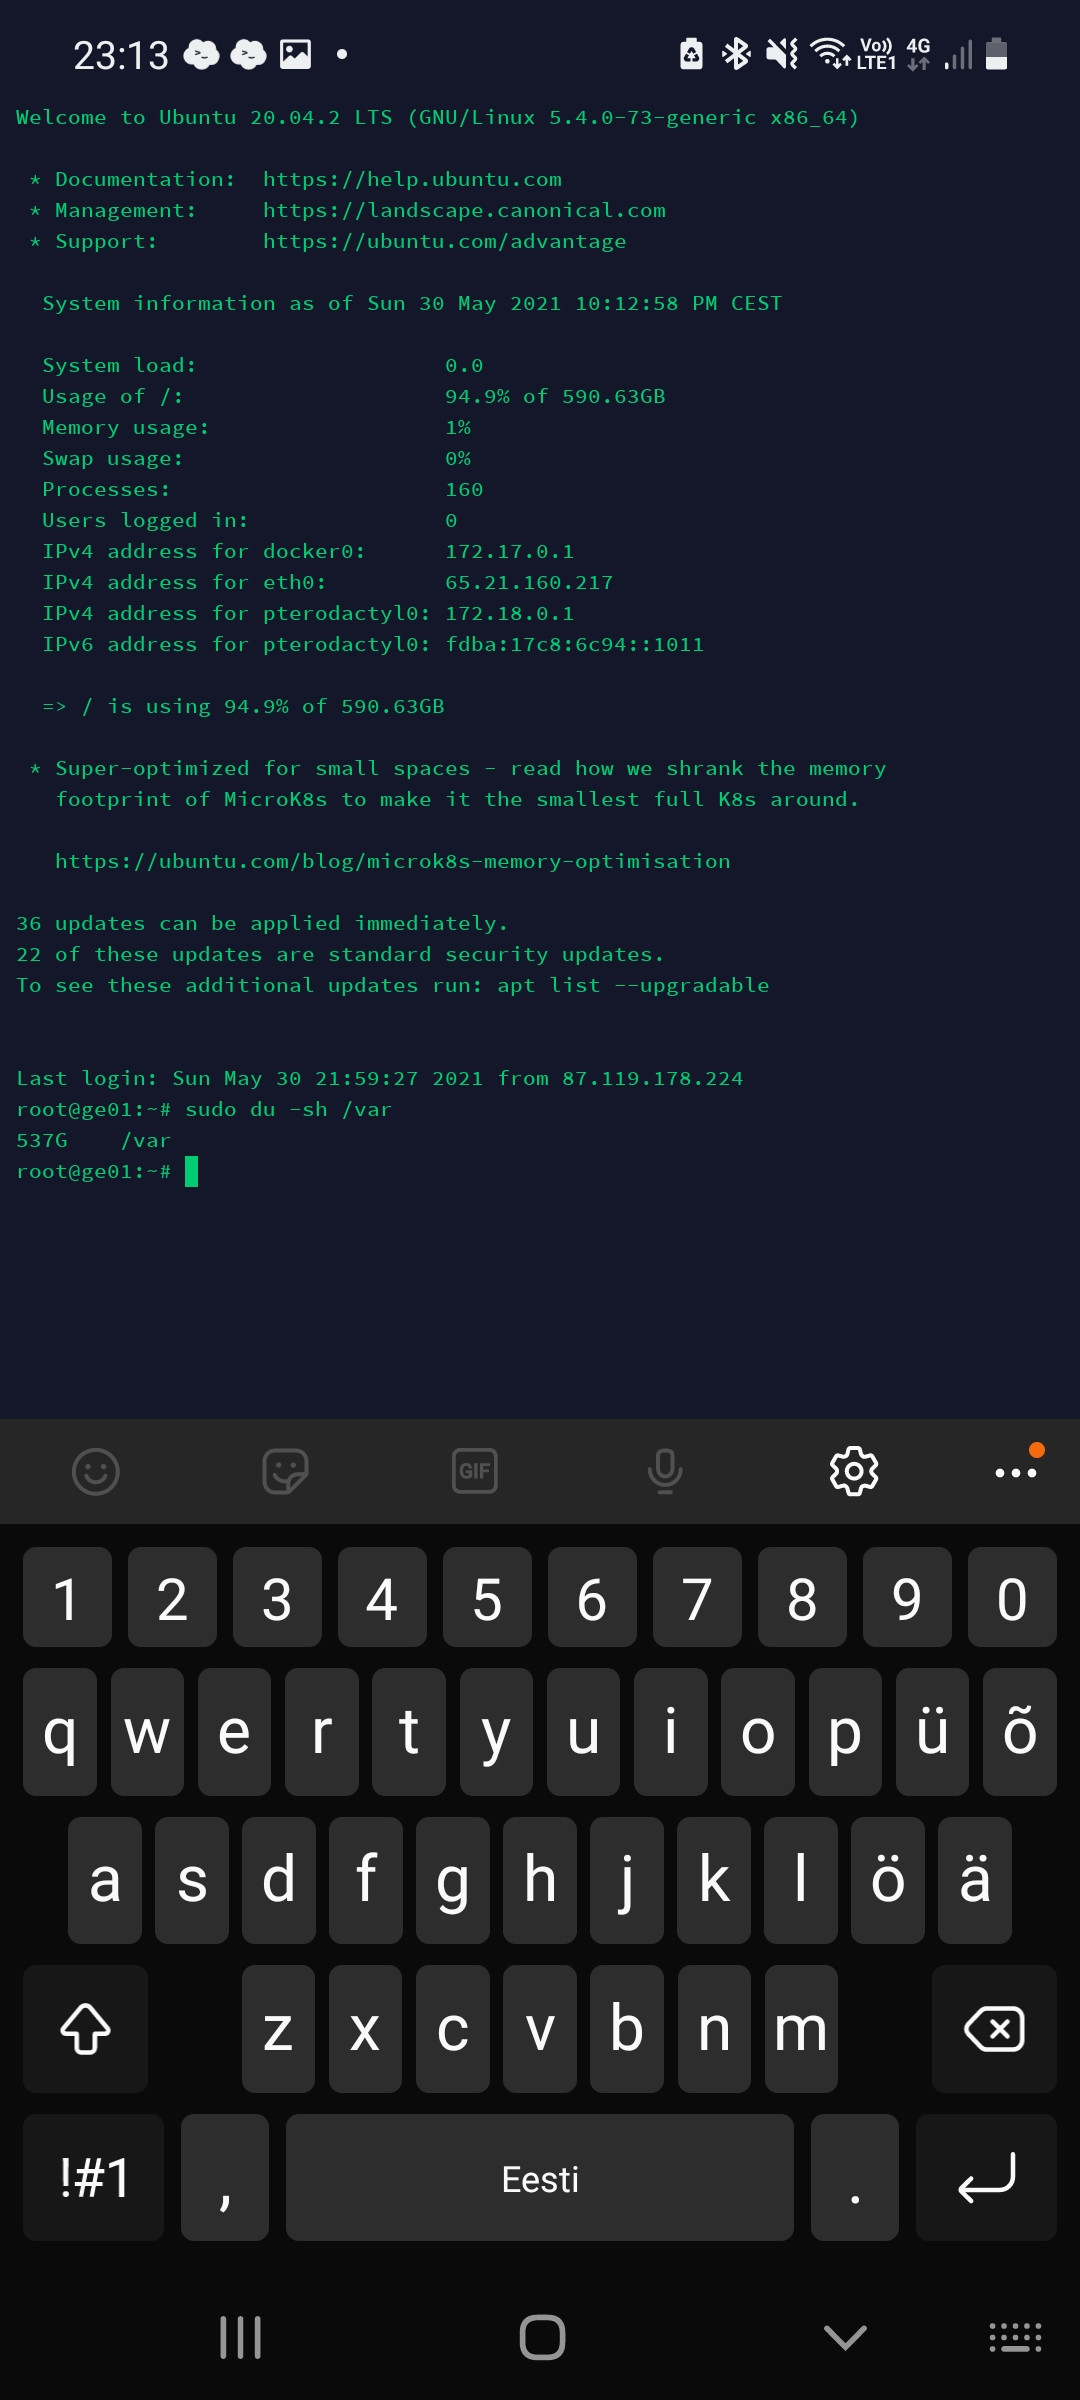 23:13
Vo))
LTE1
4G
Welcome to Ubuntu 20.04.2 LTS (GNU/Linux 5.4.0-73-generic x86_64)
* Documentation:  https://help.ubuntu.com
* Management:     https://landscape.canonical.com
* Support:        https://ubuntu.com/advantage
System information as of Sun 30 May 2021 10:12:58 PM CEST
System load:                   0.0
Usage of /:                    94.9% of 590.63GB
Memory usage:                  1%
Swap usage:                    0%
Processes:                     160
Users logged in:               0
IPv4 address for docker0:      172.17.0.1
IPv4 address for eth0:         65.21.160.217
IPv4 address for pterodactyl0: 172.18.0.1
IPv6 address for pterodactyl0: fdba:17c8:6c94::1011
=> / is using 94.9% of 590.63GB
* Super-optimized for small spaces - read how we shrank the memory
footprint of MicroK8s to make it the smallest full K8s around.
https://ubuntu.com/blog/microk8s-memory-optimisation
36 updates can be applied immediately.
22 of these updates are standard security updates.
To see these additional updates run: apt list --upgradable
Last login: Sun May 30 21:59:27 2021 from 87.119.178.224
root@ge01:~# sudo du -sh /var
537G    /var
root@ge01:~#
GIF
1 2 3 4 5 6 7 8 9 0
q w e r t y u i o p ü õ
a s d f g h j k l ö ä
z x c v b n m
!#1 , Eesti .